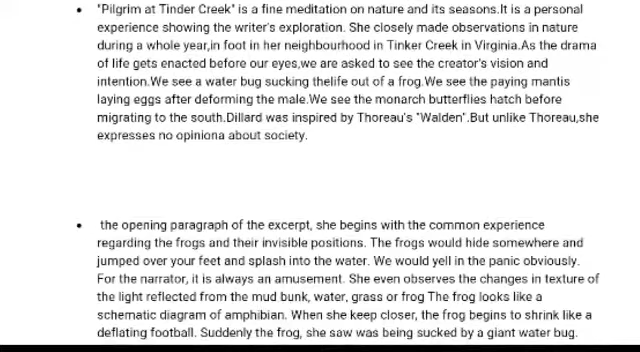 • "Pilgrim at Tinder Creek" is a fine meditation on nature and its seasons.It is a personal
experience showing the writer's exploration. She closely made observations in nature
during a whole year,in foot in her neighbourhood in Tinker Creek in Virginia.As the drama
of life gets enacted before our eyes,we are asked to see the creator's vision and
intention.We see a water bug sucking thelife out of a frog.We see the paying mantis
laying eggs after deforming the male.We see the monarch butterflies hatch before
migrating to the south.Dillard was inspired by Thoreau's "Walden".But unlike Thoreau,she
expresses no opiniona about society.
• the opening paragraph of the excerpt, she begins with the common experience
regarding the frogs and their invisible positions. The frogs would hide somewhere and
jumped over your feet and splash into the water. We would yell in the panic obviously.
For the narrator, it is always an amusement. She even observes the changes in texture of
the light reflected from the mud bunk, water, grass or frog The frog looks like a
schematic diagram of amphibian. When she keep closer, the frog begins to shrink like a
deflating football. Suddenly the frog, she saw was being sucked by a giant water bug.